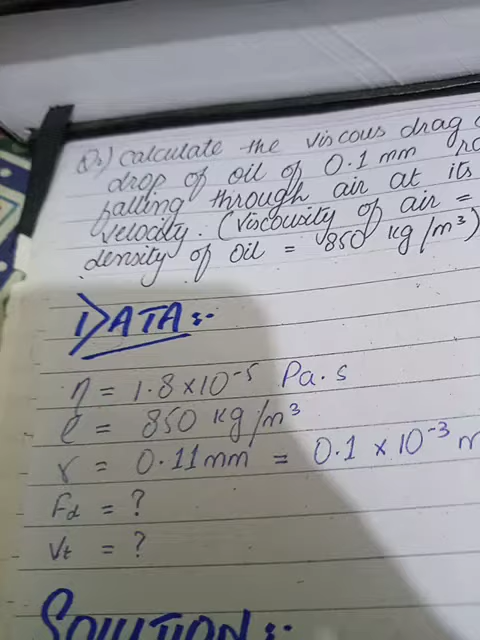 Q:) Calculate the viscous drag
drop of oil of 0.1 mm
falling through air at its
velocity. (Viscousity of air =
density of oil = 850 kg/m³)
DATA:-
η = 1.8×10⁻⁵ Pa.s
ℓ = 850 kg/m³
r = 0.11mm = 0.1 × 10⁻³
Fd = ?
Vt = ?
SOLUTION:-